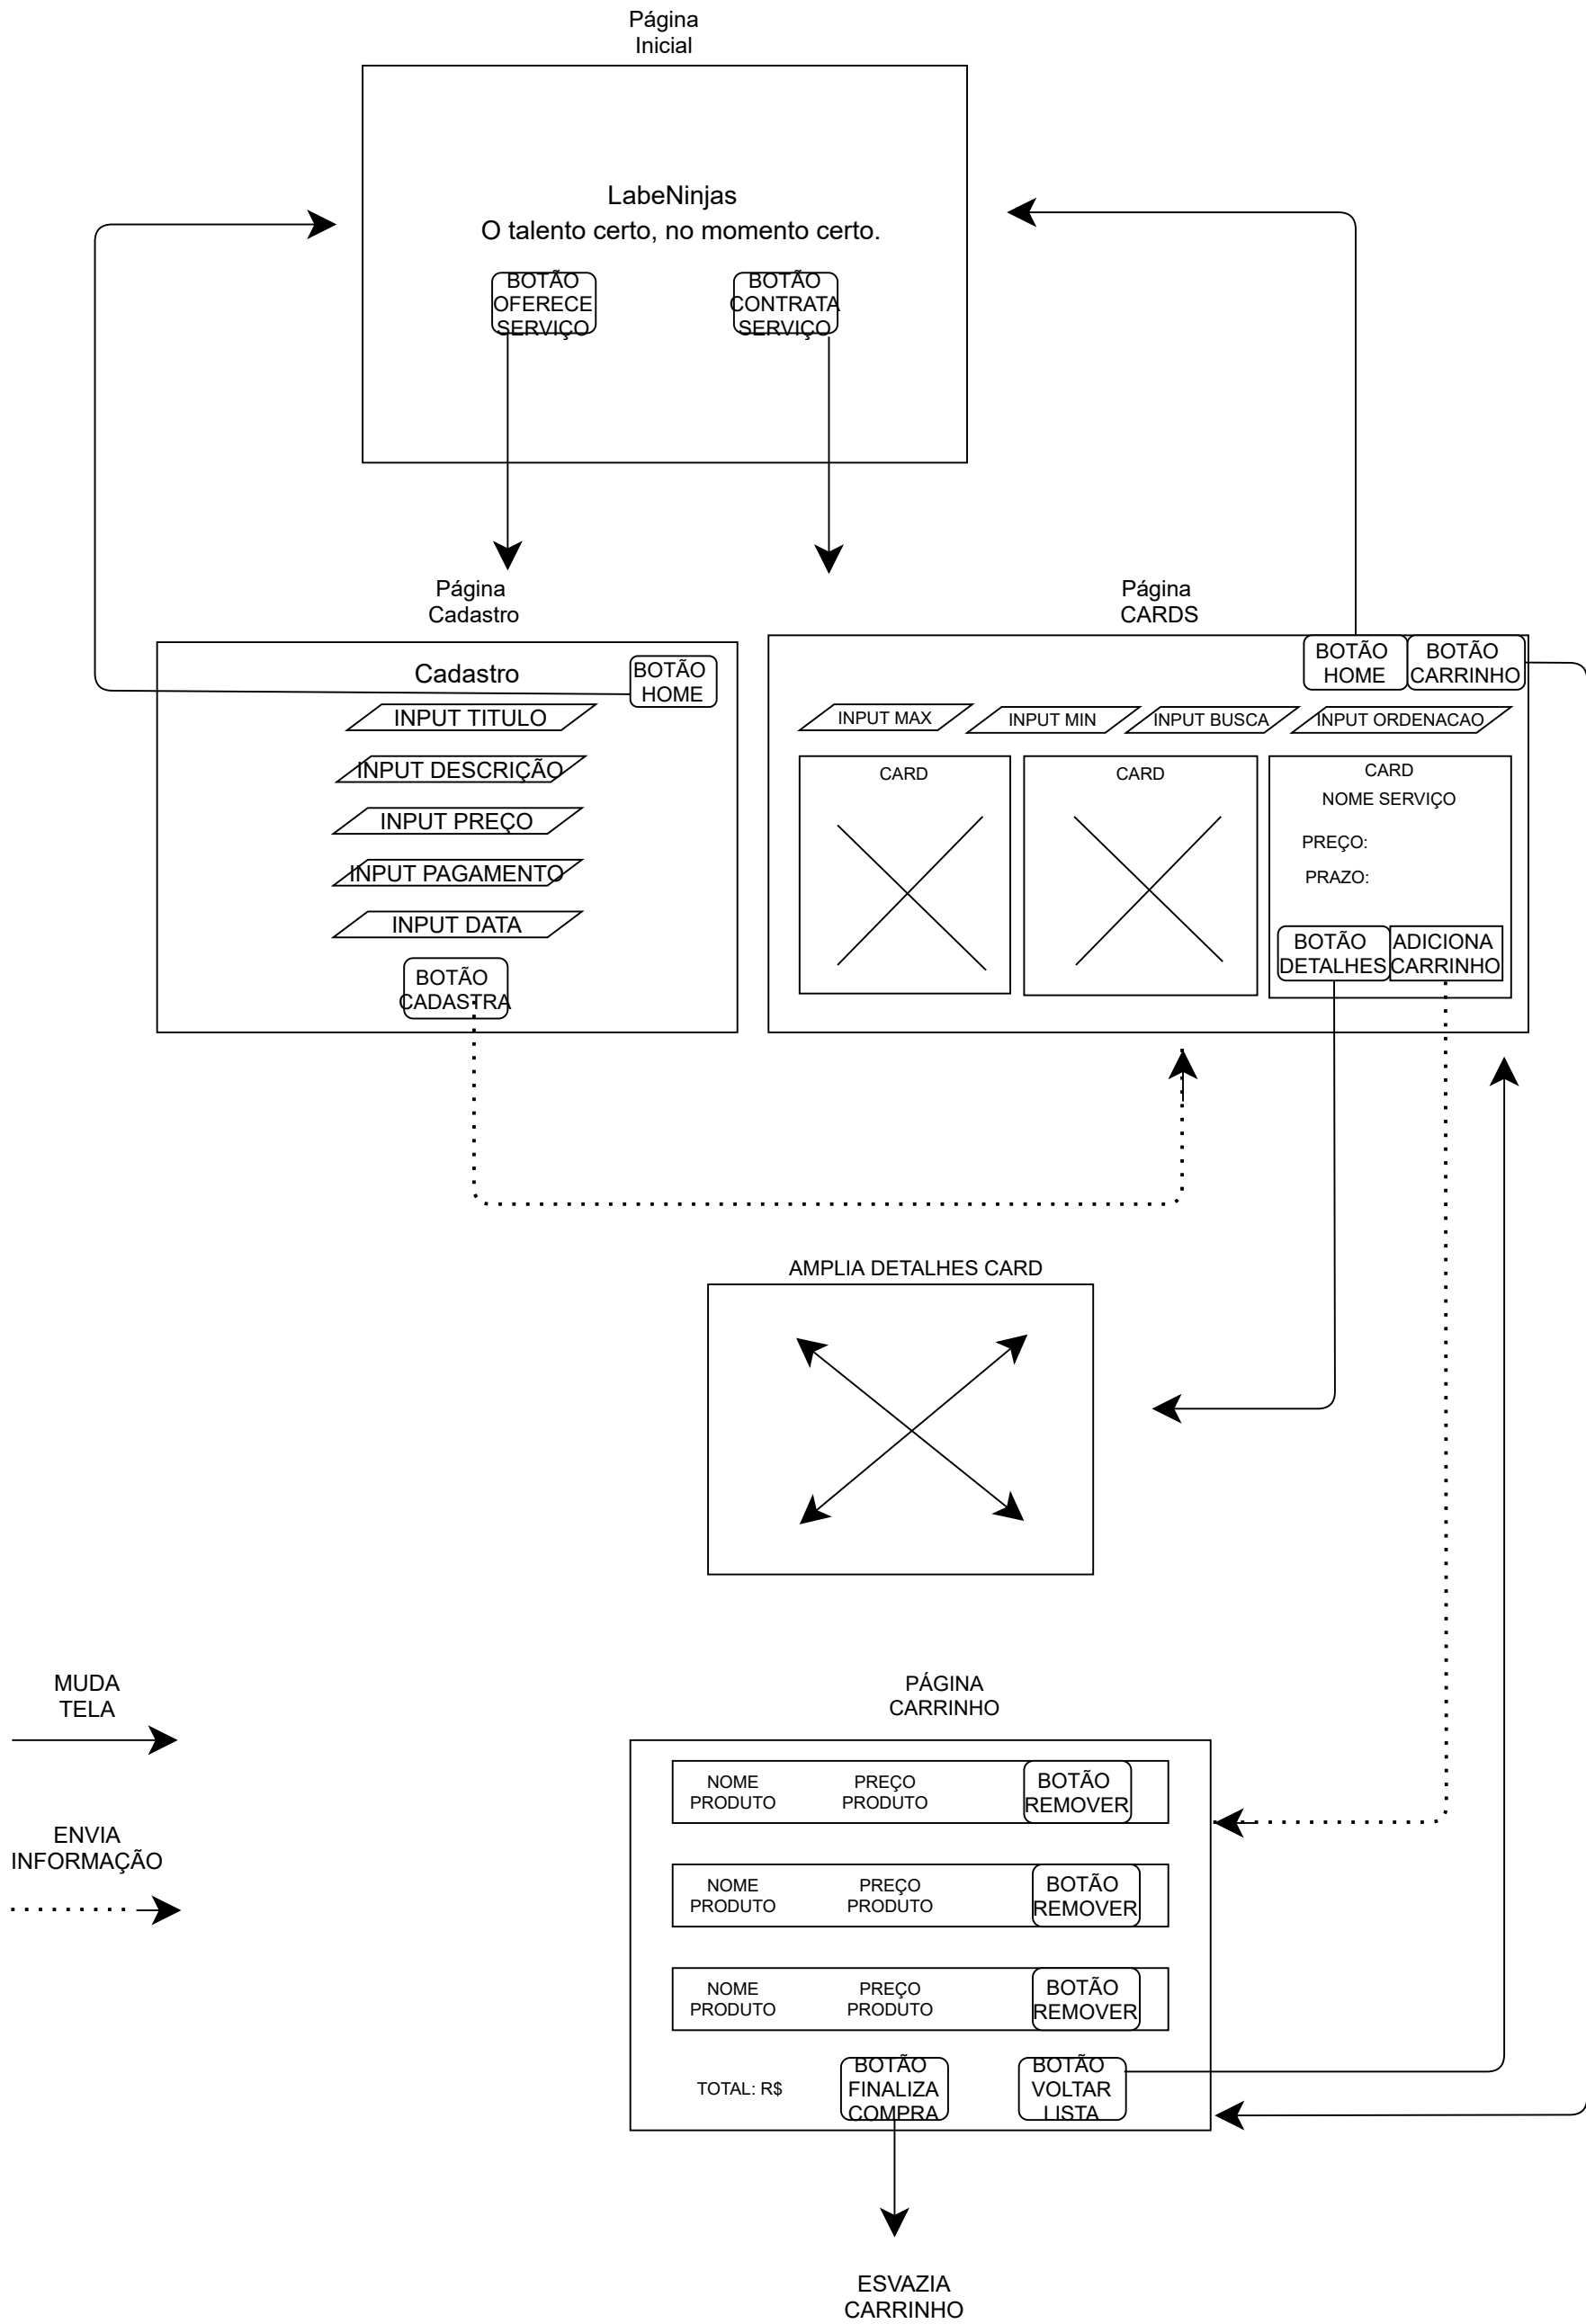 Página
Inicial
LabeNinjas
O talento certo, no momento certo.
BOTÃO
OFERECE
SERVIÇO
BOTÃO
CONTRATA
SERVIÇO
Página
Cadastro
Cadastro
BOTÃO
HOME
INPUT TITULO
INPUT DESCRIÇÃO
INPUT PREÇO
INPUT PAGAMENTO
INPUT DATA
BOTÃO
CADASTRA
Página
CARDS
BOTÃO
HOME
BOTÃO
CARRINHO
INPUT MAX
INPUT MIN
INPUT BUSCA
INPUT ORDENACAO
CARD
CARD
CARD
NOME SERVIÇO
PREÇO:
PRAZO:
BOTÃO
DETALHES
ADICIONA
CARRINHO
AMPLIA DETALHES CARD
MUDA
TELA
ENVIA
INFORMAÇÃO
PÁGINA
CARRINHO
NOME
PRODUTO
PREÇO
PRODUTO
BOTÃO
REMOVER
NOME
PRODUTO
PREÇO
PRODUTO
BOTÃO
REMOVER
NOME
PRODUTO
PREÇO
PRODUTO
BOTÃO
REMOVER
TOTAL: R$
BOTÃO
FINALIZA
COMPRA
BOTÃO
VOLTAR
LISTA
ESVAZIA
CARRINHO